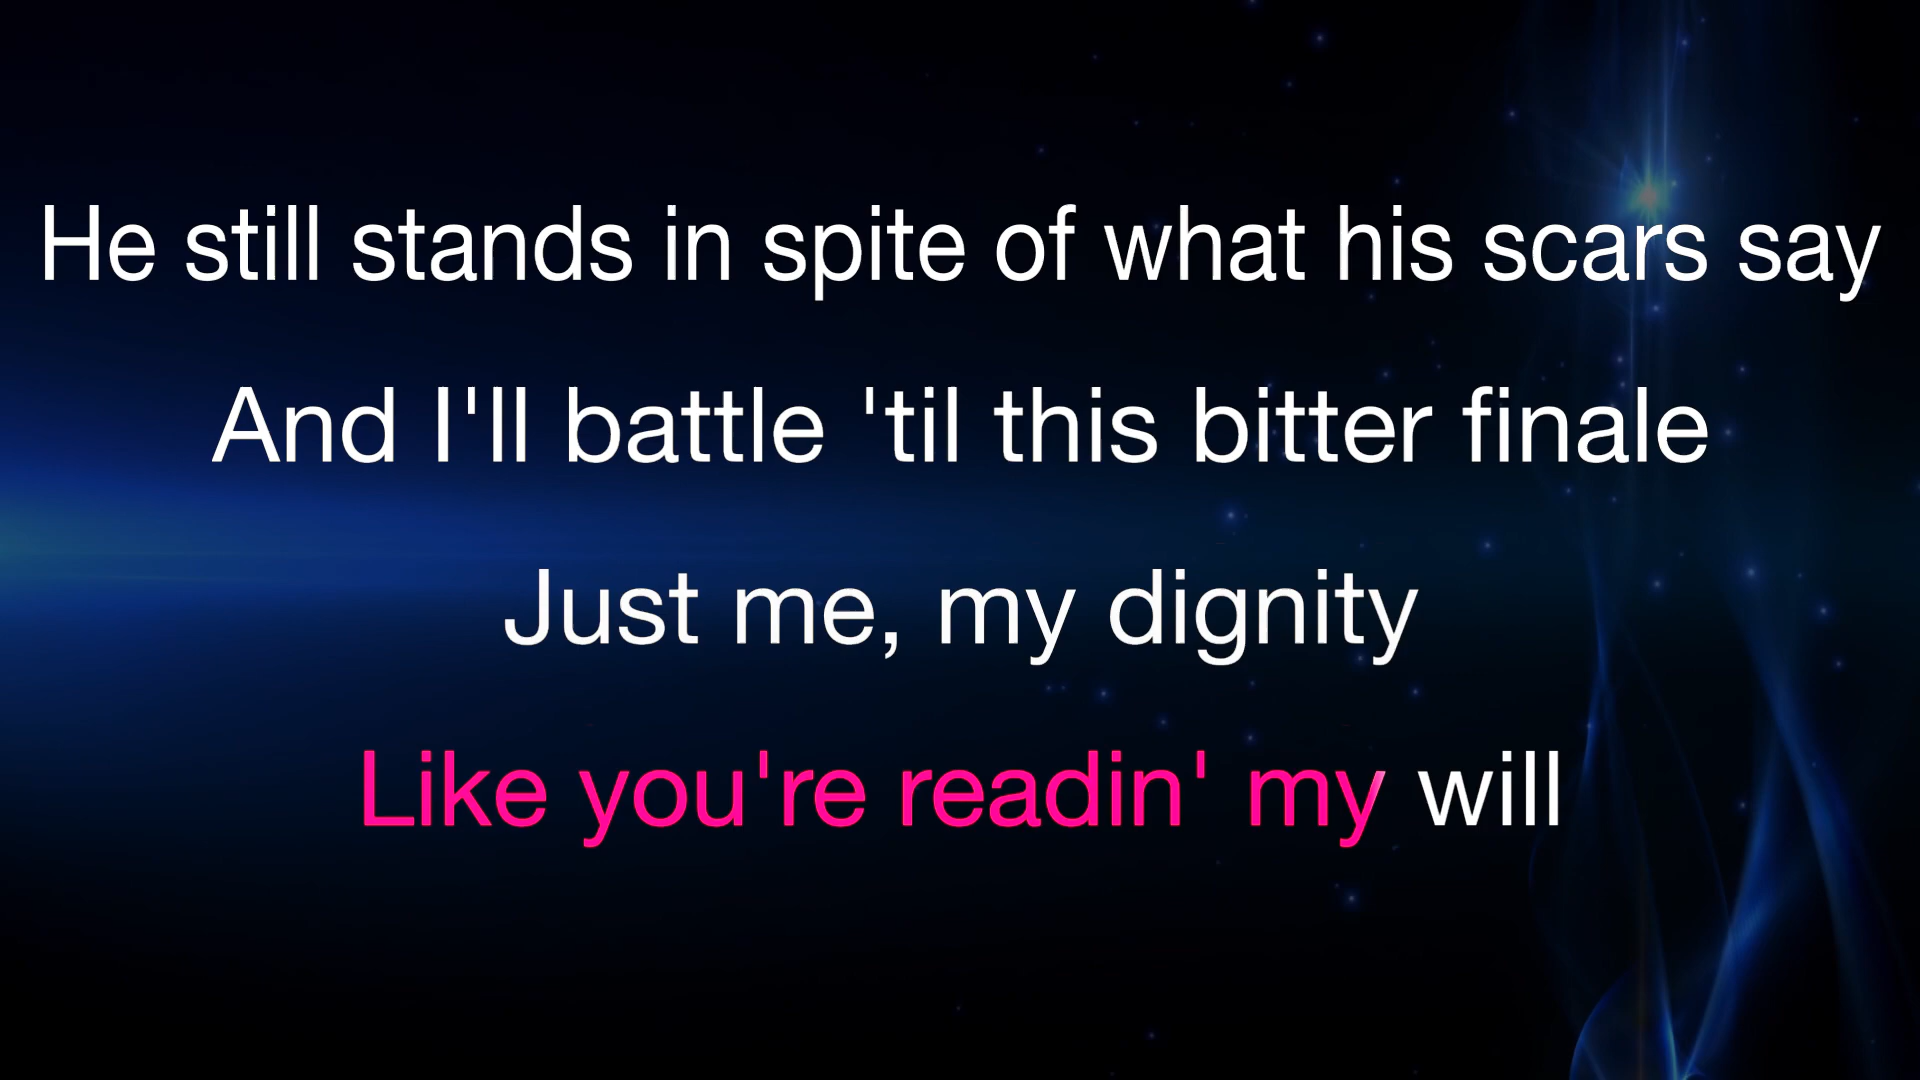 He still stands in spite of what his scars say
And I'll battle 'til this bitter finale
Just me, my dignity
Like you're readin' my will